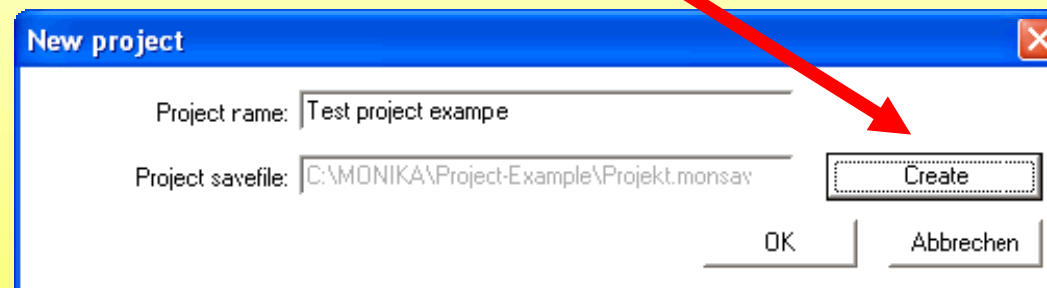 New project
Project rame: Test project exampe
Project savefile: C:\MONIKA\Project-Example\Projekt.monsav Create
OK Abbrechen